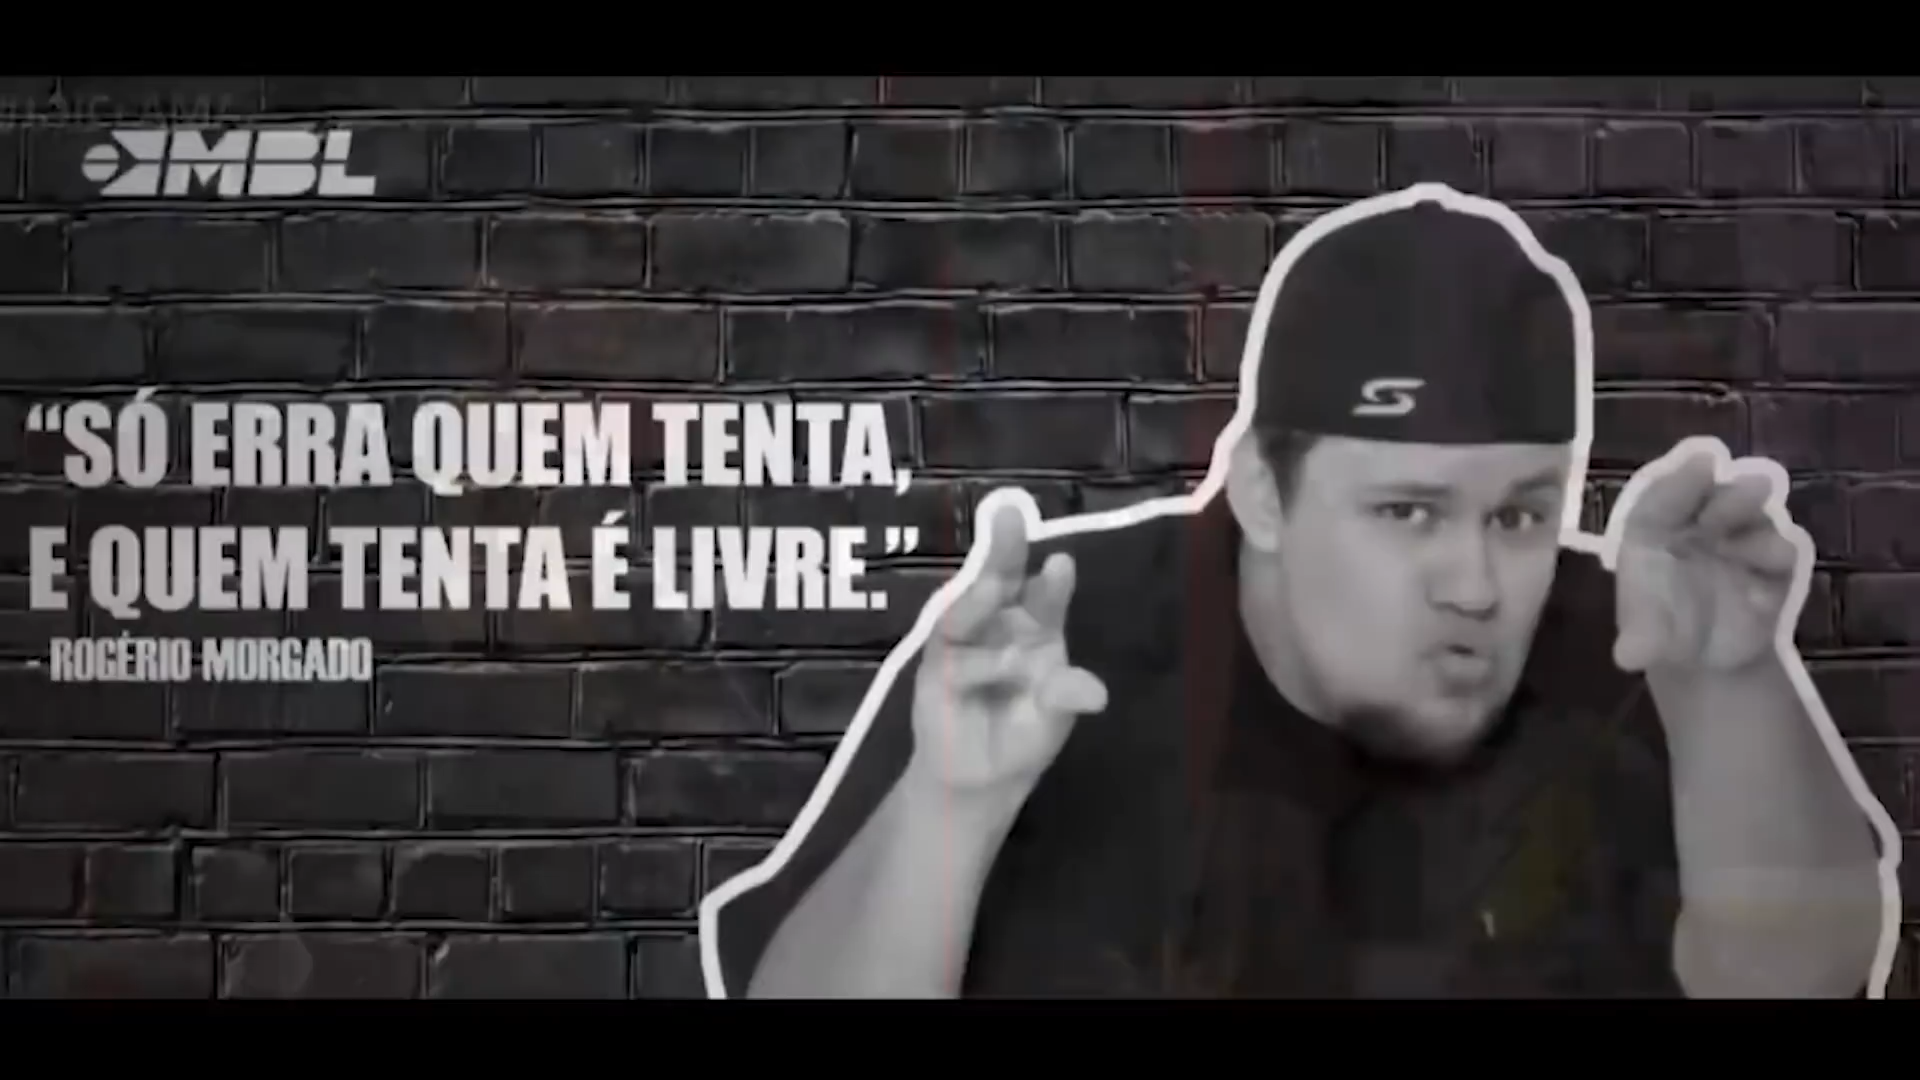 MBL
“SÓ ERRA QUEM TENTA,
E QUEM TENTA É LIVRE.”
- ROGÉRIO MORGADO